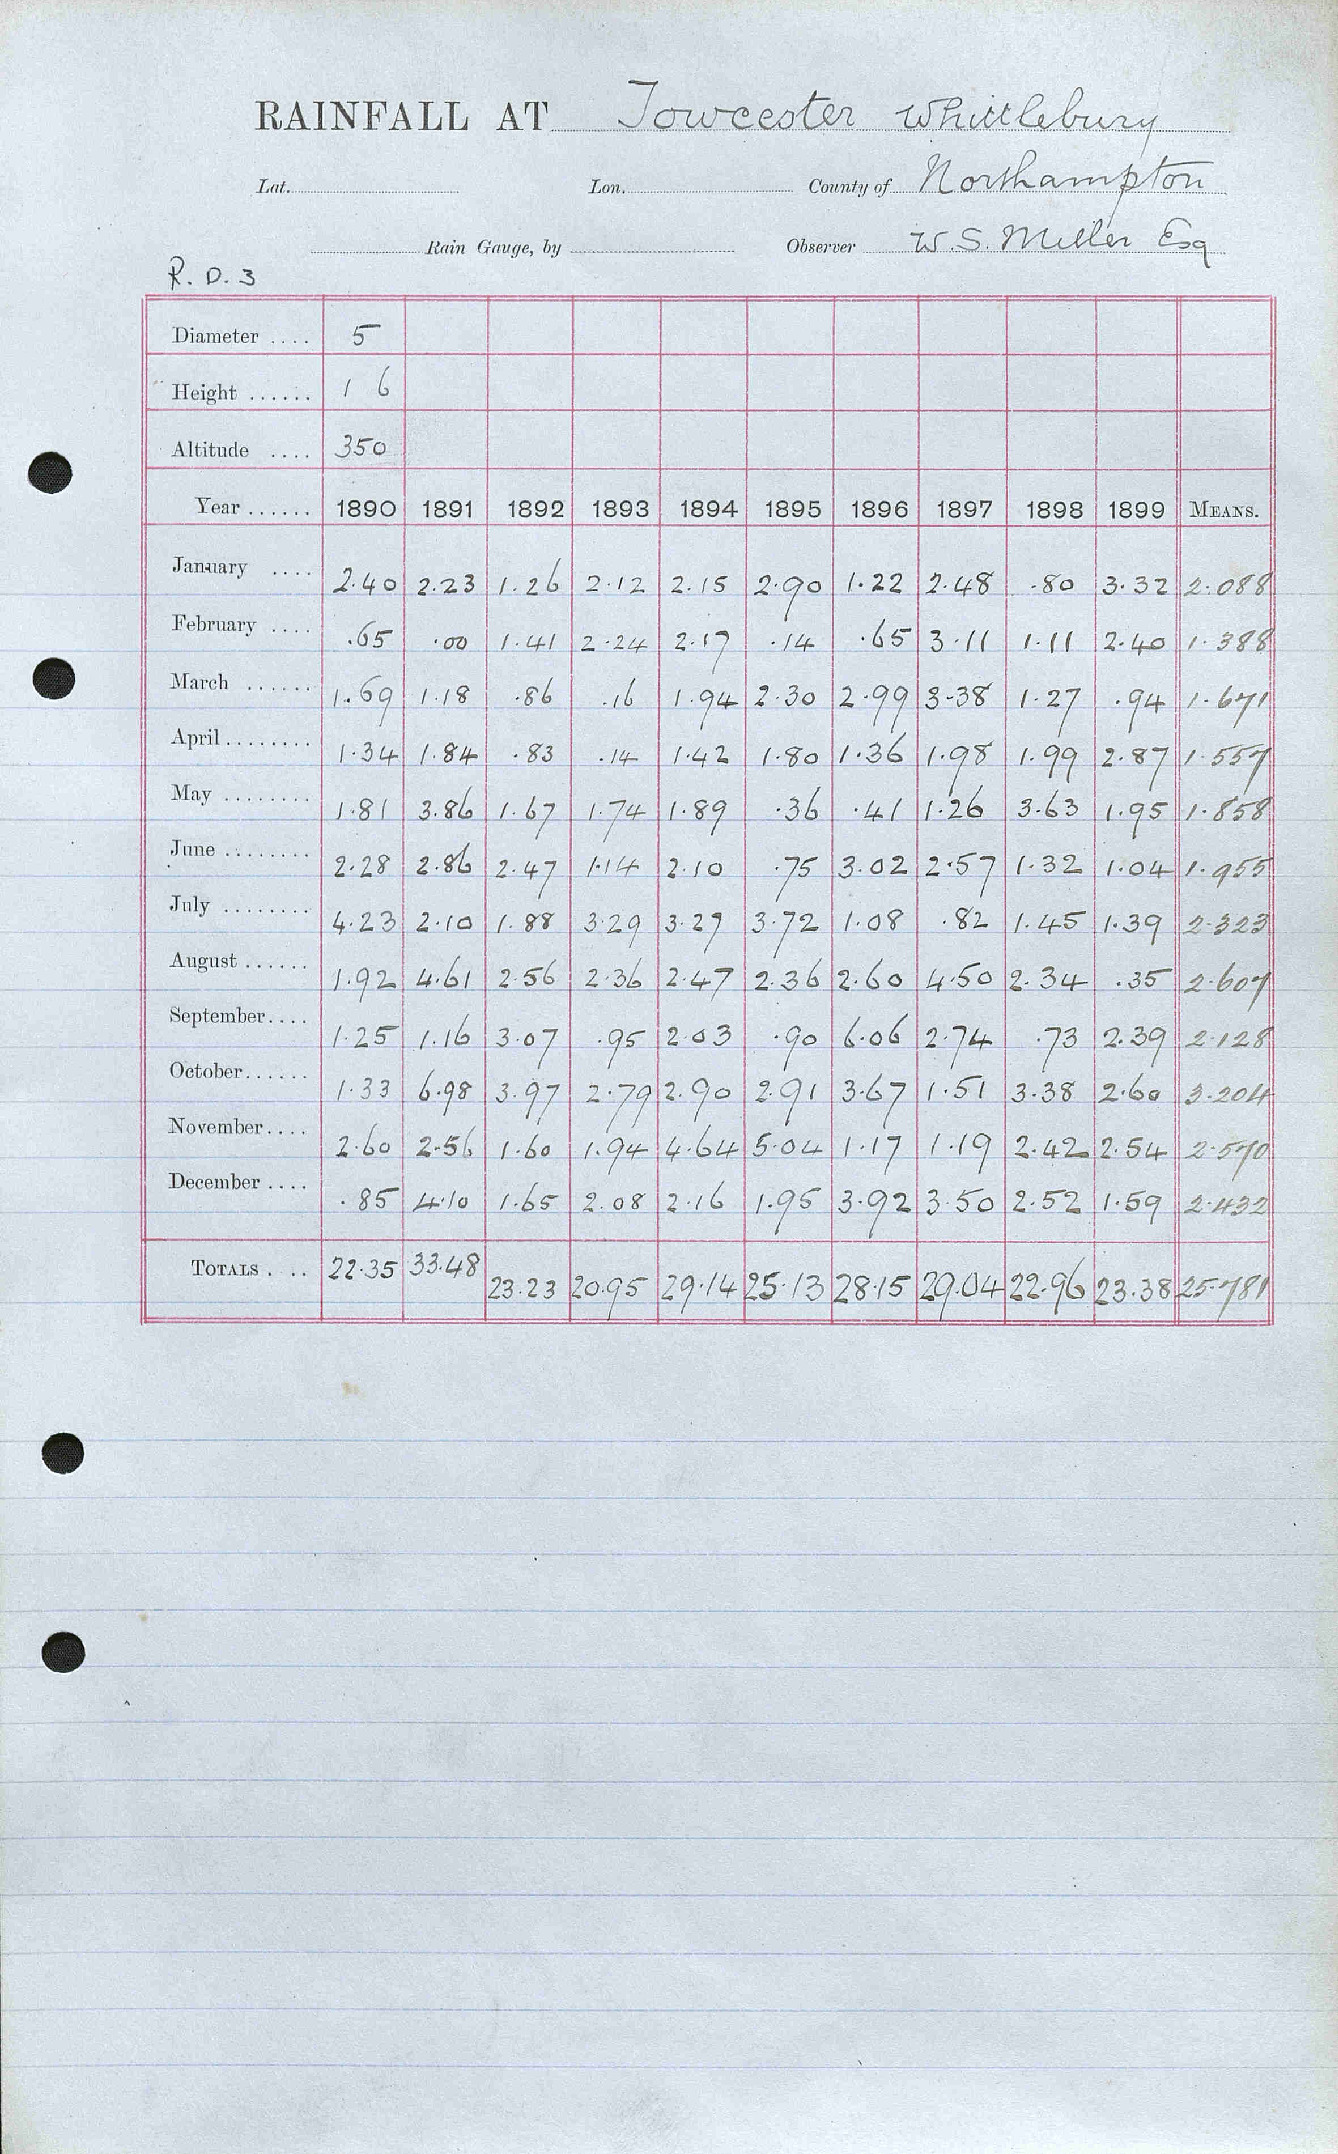 RAINFALL AT Towcester Whittlebury
Lat. Lon. County of Northampton
Rain Gauge, by Observer W. S. Miller Esq
R. D. 3
Diameter .... 5
Height ...... 1 6
Altitude .... 350
Year ...... 1890 1891 1892 1893 1894 1895 1896 1897 1898 1899 MEANS.
January .... 2.40 2.23 1.26 2.12 2.15 2.90 1.22 2.48 .80 3.32 2.088
February .... .65 .00 1.41 2.24 2.17 .14 .65 3.11 1.11 2.40 1.388
March ...... 1.69 1.18 .86 .16 1.94 2.30 2.99 3.38 1.27 .94 1.671
April ........ 1.34 1.84 .83 .14 1.42 1.80 1.36 1.98 1.99 2.87 1.557
May ........ 1.81 3.86 1.67 1.74 1.89 .36 .41 1.26 3.63 1.95 1.858
June ........ 2.28 2.86 2.47 1.14 2.10 .75 3.02 2.57 1.32 1.04 1.955
July ........ 4.23 2.10 1.88 3.29 3.27 3.72 1.08 .82 1.45 1.39 2.323
August ...... 1.92 4.61 2.56 2.36 2.47 2.36 2.60 4.50 2.34 .35 2.607
September .... 1.25 1.16 3.07 .95 2.03 .90 6.06 2.74 .73 2.39 2.128
October ...... 1.33 6.98 3.97 2.79 2.90 2.91 3.67 1.51 3.38 2.60 3.204
November .... 2.60 2.56 1.60 1.94 4.64 5.04 1.17 1.19 2.42 2.54 2.570
December .... .85 4.10 1.65 2.08 2.16 1.95 3.92 3.50 2.52 1.59 2.432
TOTALS . .. 22.35 33.48 23.23 20.95 29.14 25.13 28.15 29.04 22.96 23.38 25.781